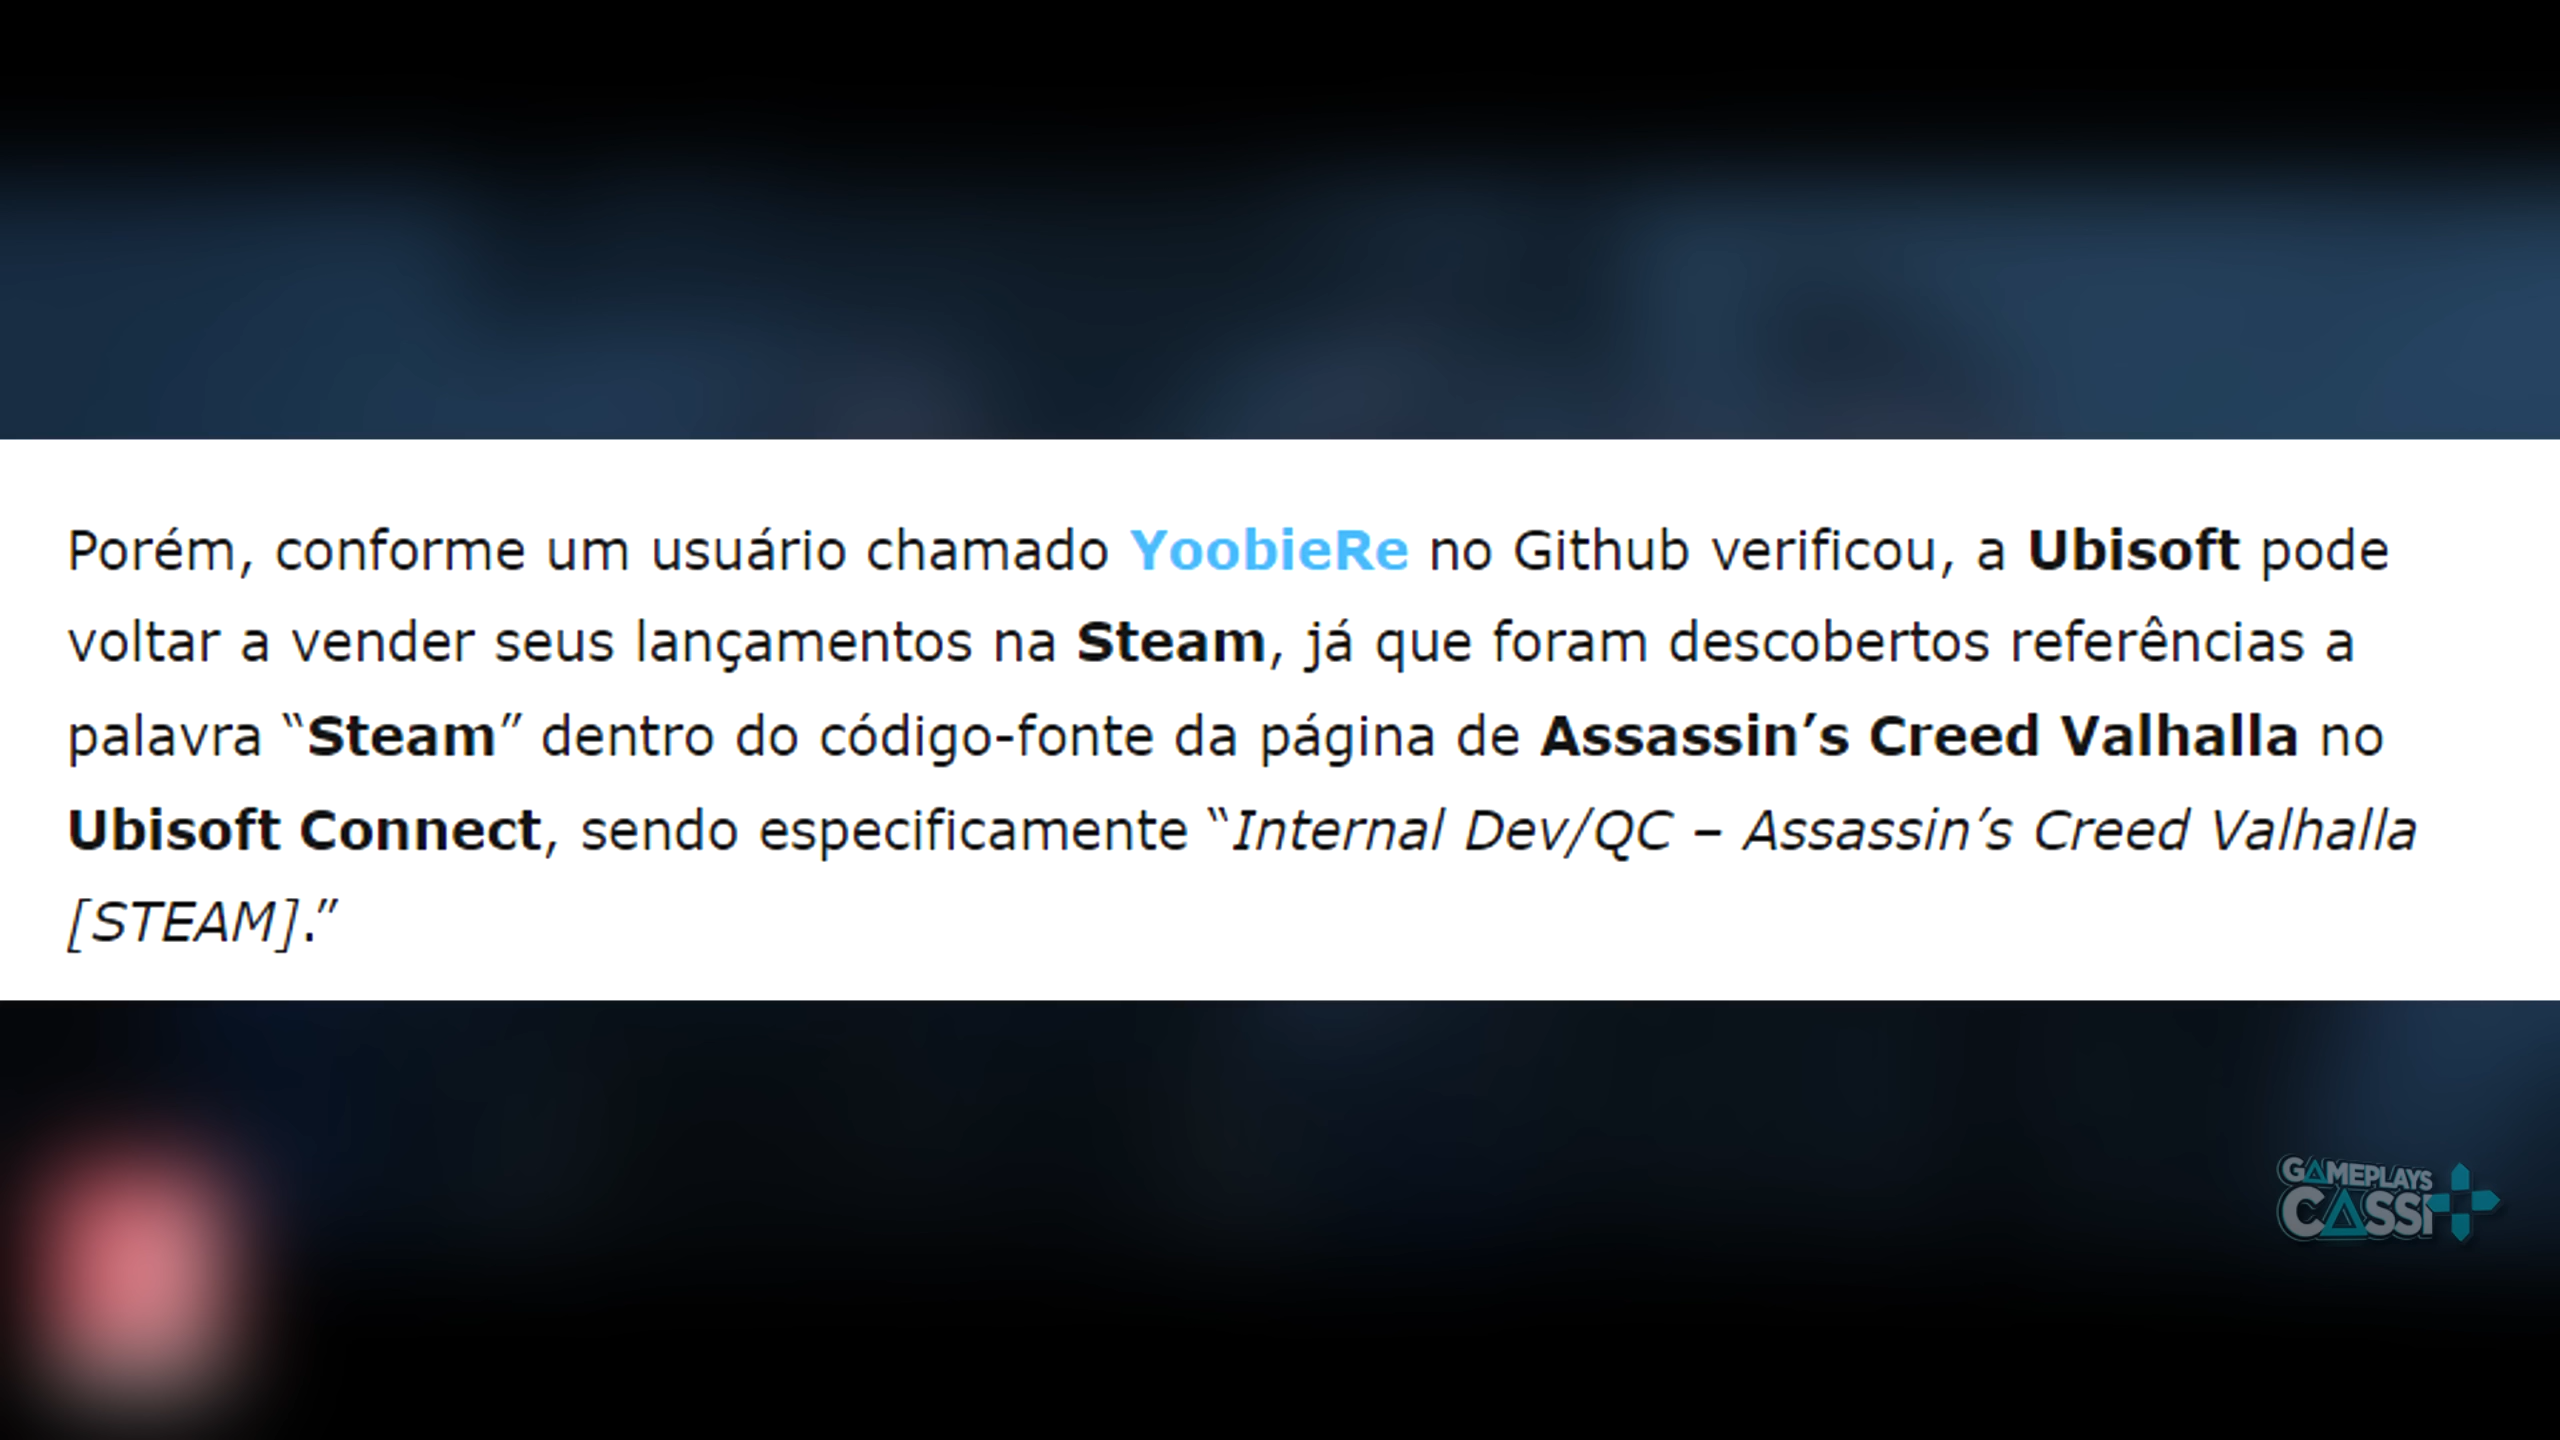 Porém, conforme um usuário chamado YoobieRe no Github verificou, a Ubisoft pode
voltar a vender seus lançamentos na Steam, já que foram descobertos referências a
palavra “Steam” dentro do código-fonte da página de Assassin’s Creed Valhalla no
Ubisoft Connect, sendo especificamente “Internal Dev/QC – Assassin’s Creed Valhalla
[STEAM].”
GAMEPLAYS
CASSI